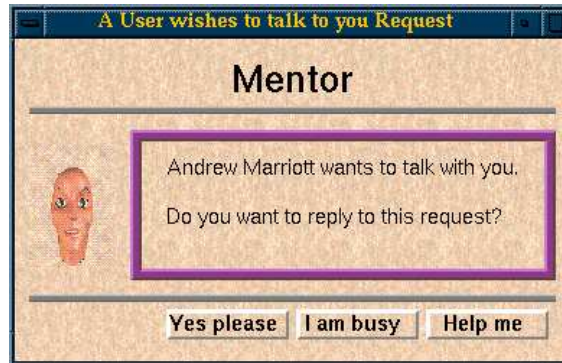 A User wishes to talk to you Request
Mentor
Andrew Marriott wants to talk with you.
Do you want to reply to this request?
Yes please I am busy Help me